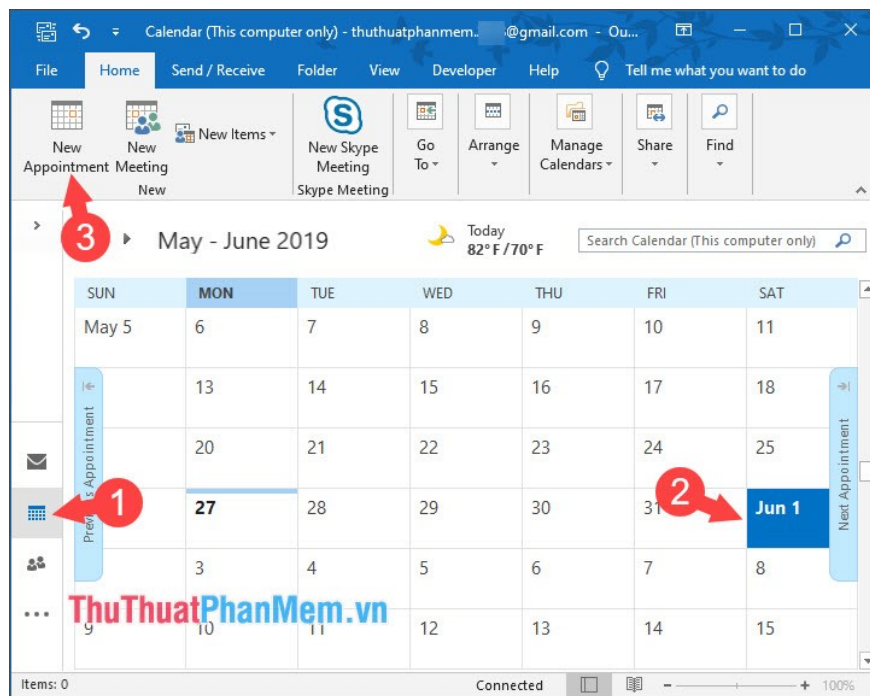 Calendar (This computer only) - thuthuatphanmem. @gmail.com - Ou...
File Home Send / Receive Folder View Developer Help Tell me what you want to do
New Appointment
New Meeting
New Items
New
New Skype Meeting
Skype Meeting
Go To
Arrange
Manage Calendars
Share
Find
3
May - June 2019
Today
82° F / 70° F
Search Calendar (This computer only)
SUN MON TUE WED THU FRI SAT
May 5 6 7 8 9 10 11
13 14 15 16 17 18
20 21 22 23 24 25
27 28 29 30 31 Jun 1
3 4 5 6 7 8
9 10 11 12 13 14 15
Previous Appointment
Next Appointment
1
2
ThuThuatPhanMem.vn
Items: 0 Connected 100%